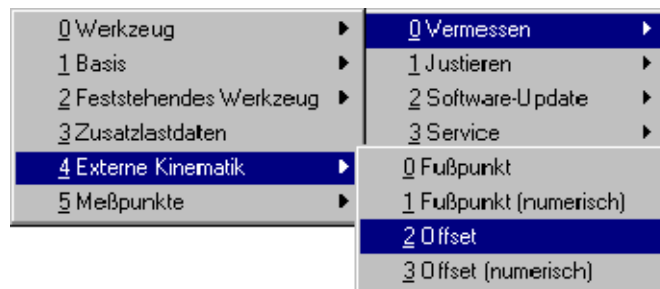 0 Werkzeug
1 Basis
2 Feststehendes Werkzeug
3 Zusatzlastdaten
4 Externe Kinematik
5 Meßpunkte
0 Vermessen
1 Justieren
2 Software-Update
3 Service
0 Fußpunkt
1 Fußpunkt (numerisch)
2 Offset
3 Offset (numerisch)